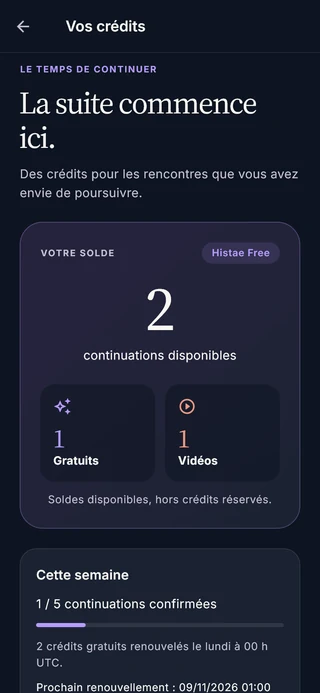 Vos crédits
LE TEMPS DE CONTINUER
La suite commence
ici.
Des crédits pour les rencontres que vous avez
envie de poursuivre.
VOTRE SOLDE
Histae Free
2
continuations disponibles
1
Gratuits
1
Vidéos
Soldes disponibles, hors crédits réservés.
Cette semaine
1 / 5 continuations confirmées
2 crédits gratuits renouvelés le lundi à 00 h
UTC.
Prochain renouvellement : 09/11/2026 01:00